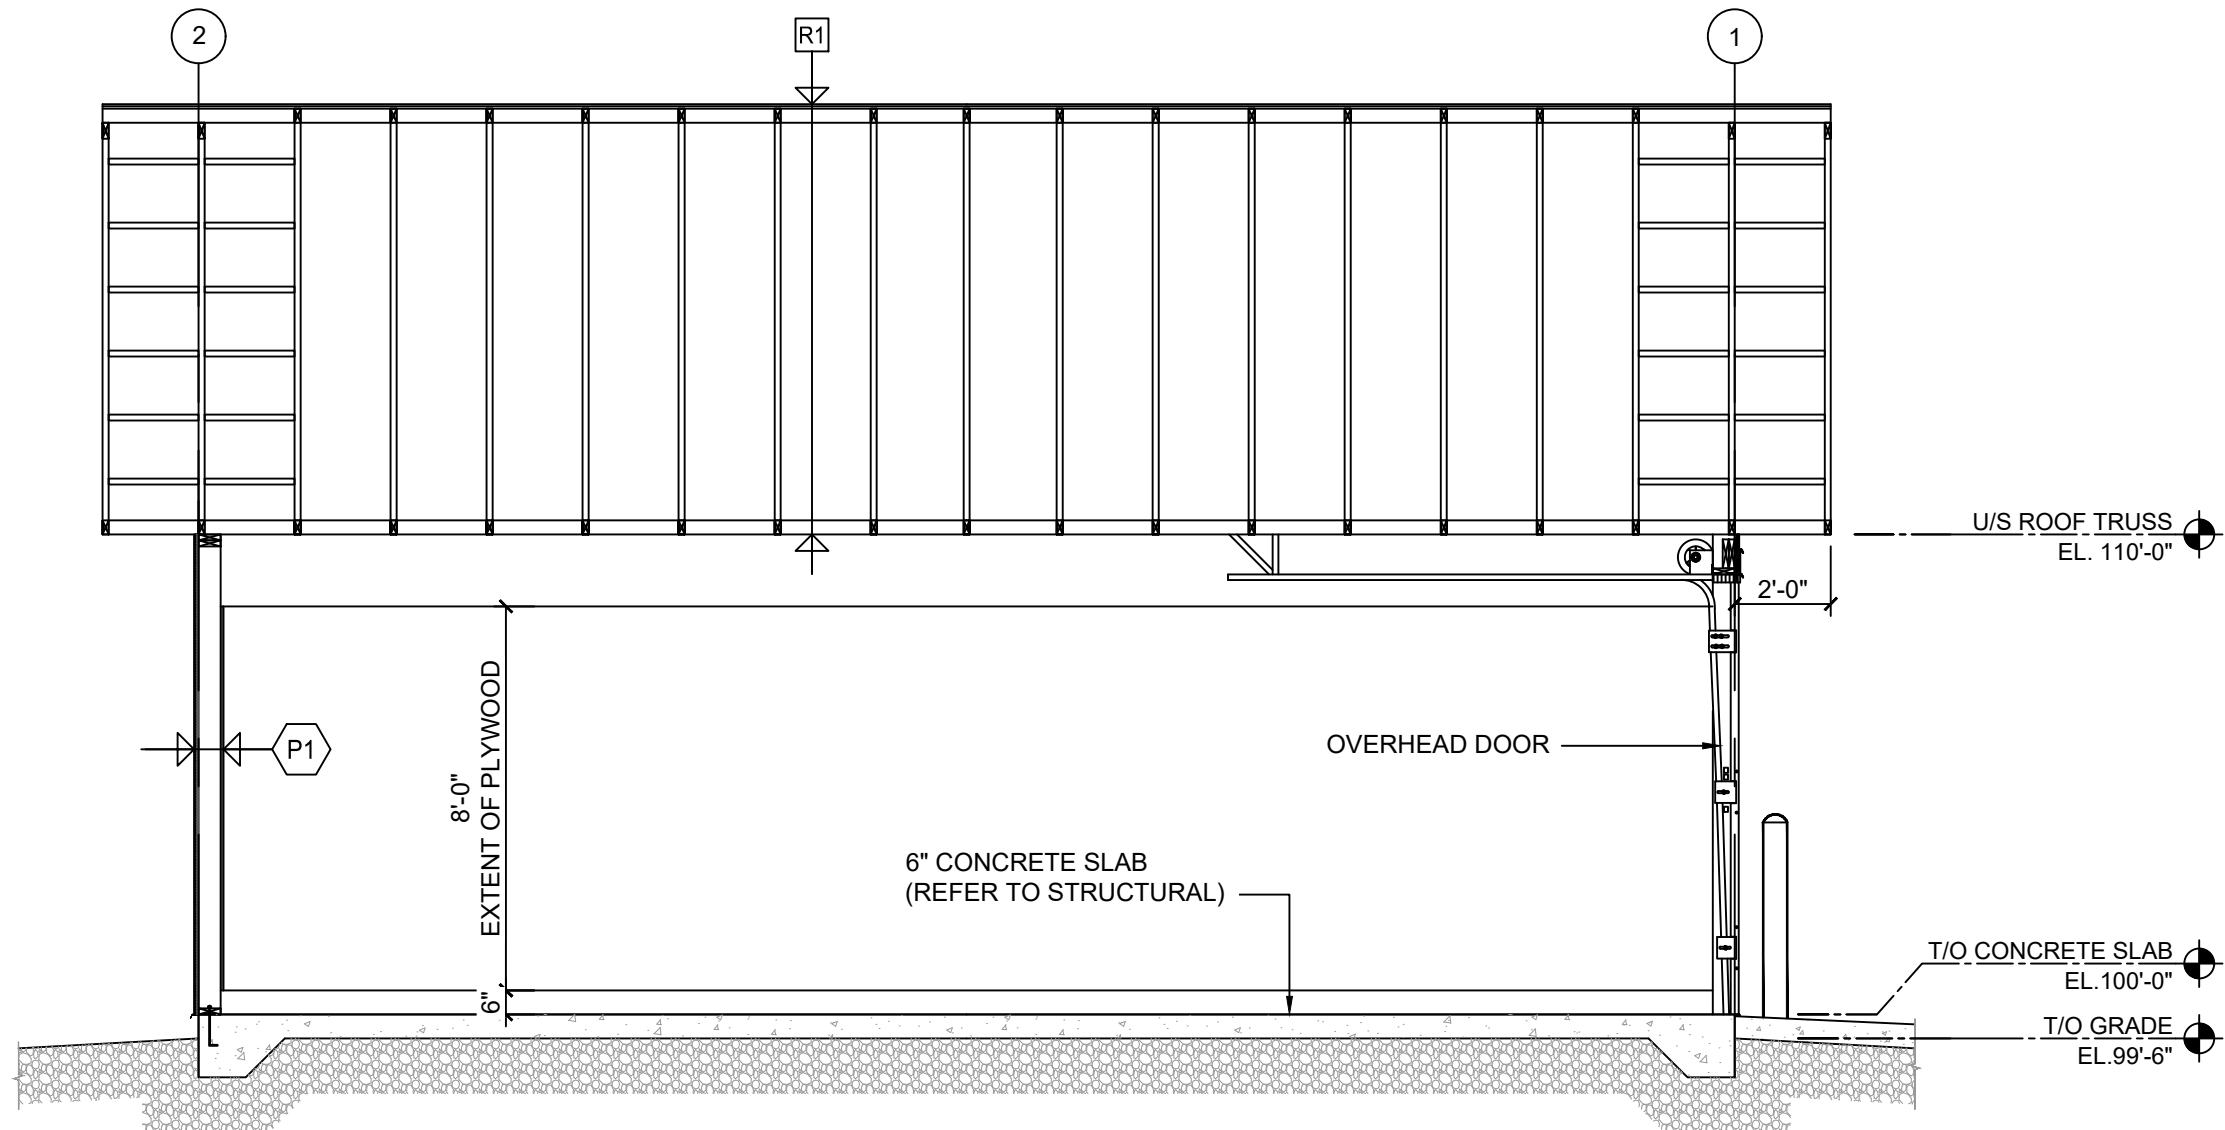 2
R1
1
U/S ROOF TRUSS
EL. 110'-0"
2'-0"
P1
8'-0"
EXTENT OF PLYWOOD
OVERHEAD DOOR
6" CONCRETE SLAB
(REFER TO STRUCTURAL)
6"
T/O CONCRETE SLAB
EL.100'-0"
T/O GRADE
EL.99'-6"